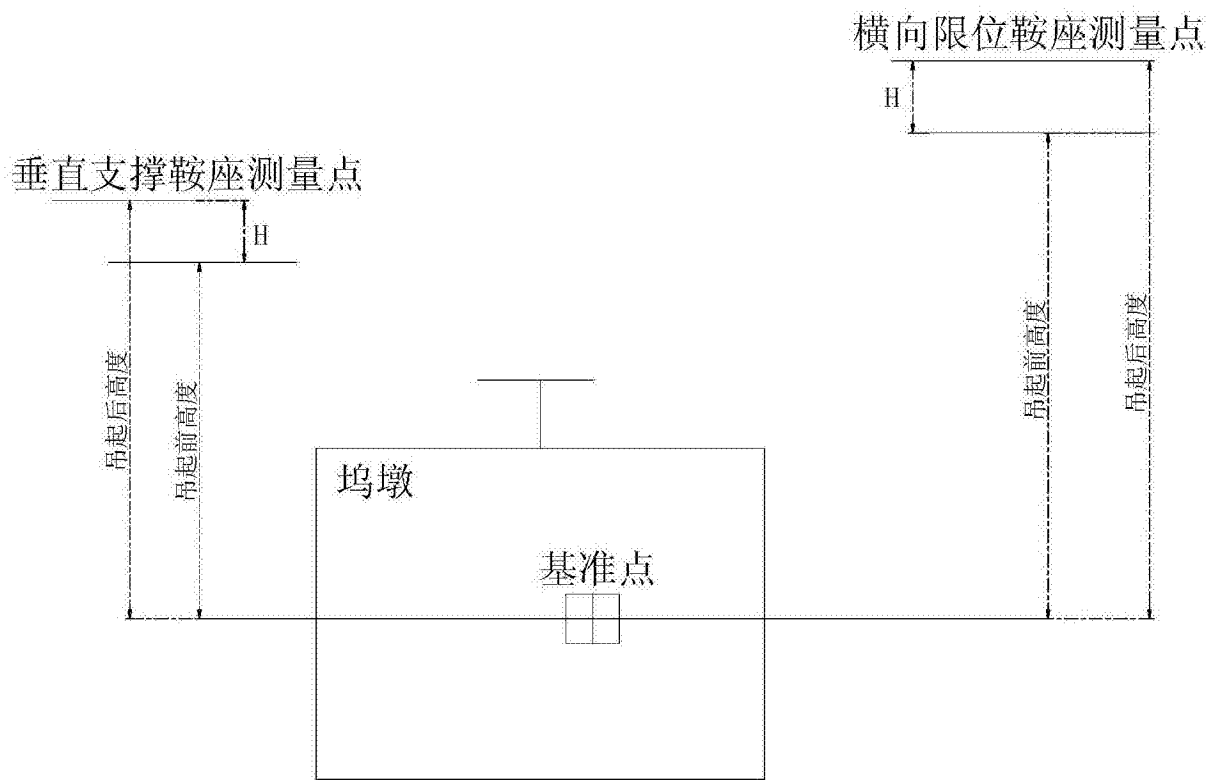 横向限位鞍座测量点
H
垂直支撑鞍座测量点
H
吊起后高度
吊起前高度
吊起前高度
吊起后高度
坞墩
基准点